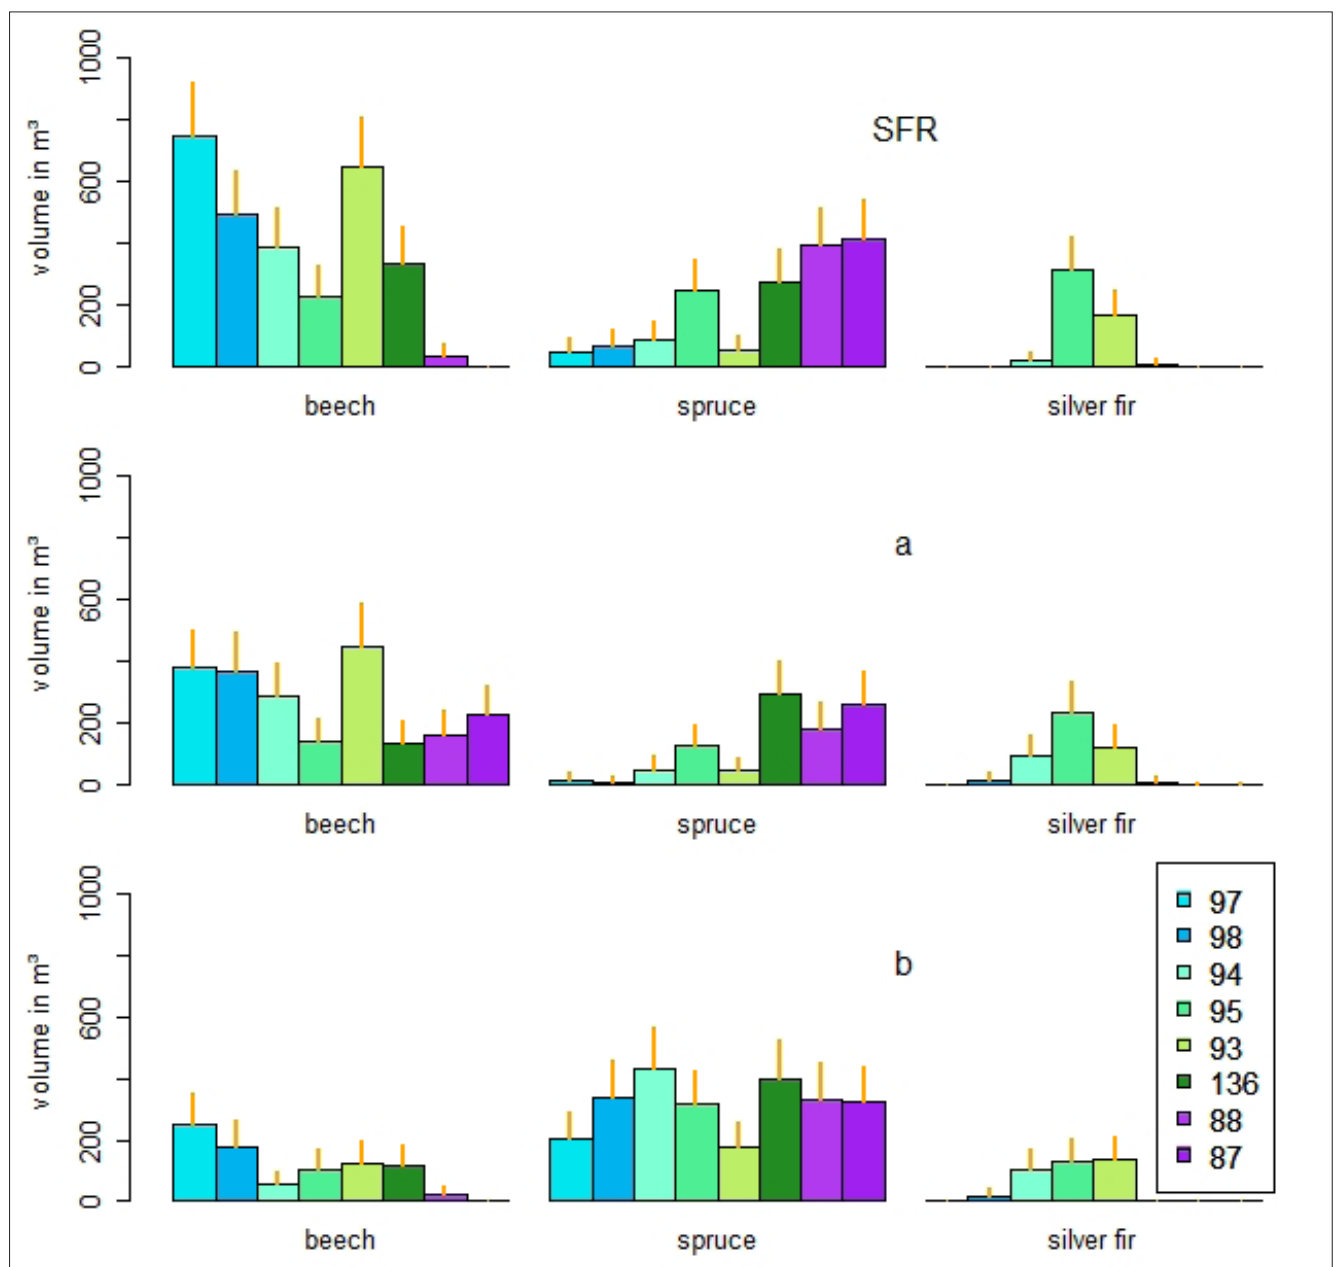 1000
600
200
0
volume in m³
SFR
beech
spruce
silver fir
1000
600
200
0
volume in m³
a
beech
spruce
silver fir
1000
600
200
0
volume in m³
b
97
98
94
95
93
136
88
87
beech
spruce
silver fir